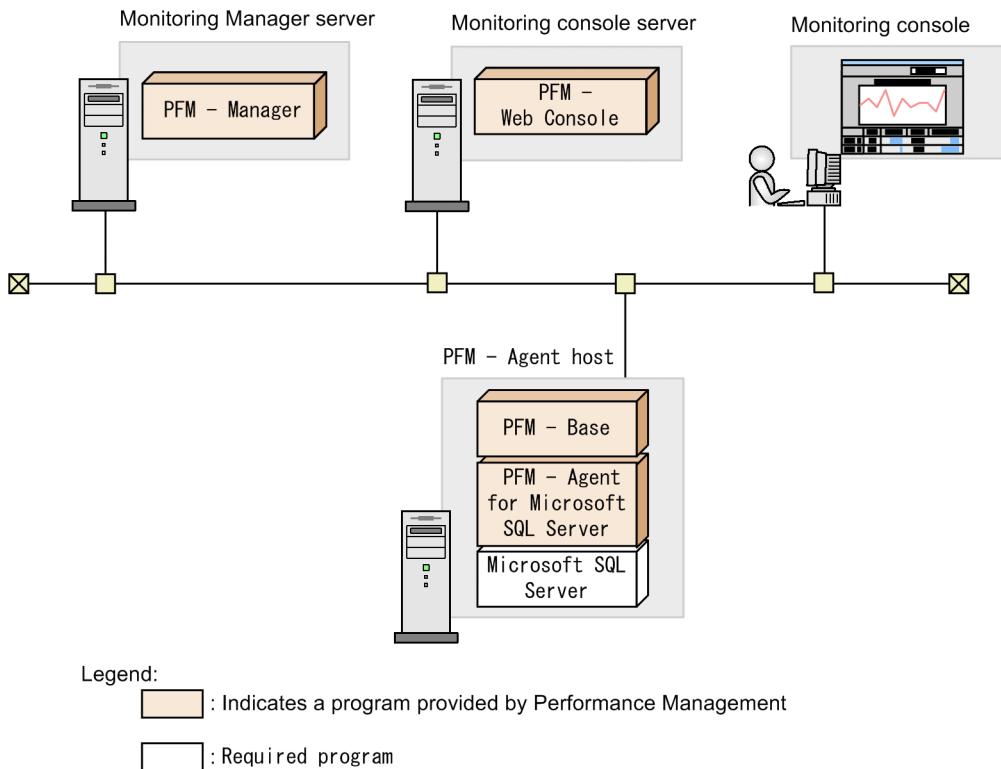 Monitoring Manager server
Monitoring console server
Monitoring console
PFM - Manager
PFM -
Web Console
PFM - Agent host
PFM - Base
PFM - Agent
for Microsoft
SQL Server
Microsoft SQL
Server
Legend:
: Indicates a program provided by Performance Management
: Required program